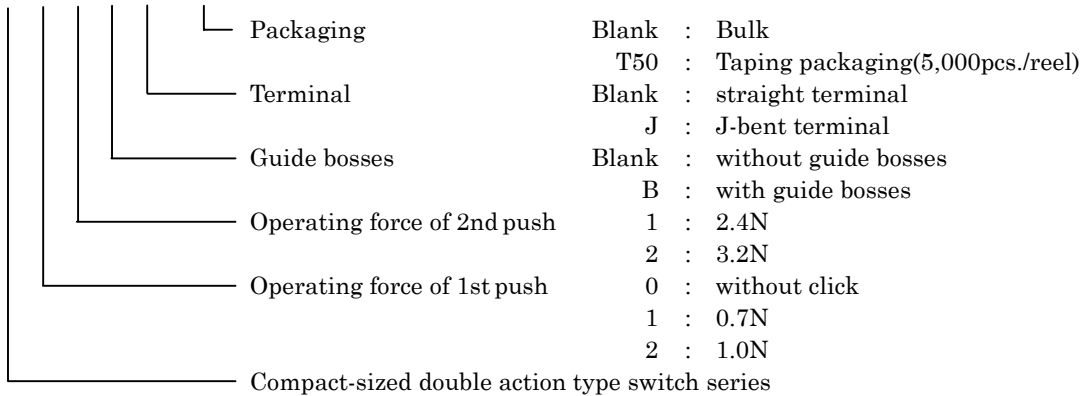 Packaging Blank : Bulk
T50 : Taping packaging(5,000pcs./reel)
Terminal Blank : straight terminal
J : J-bent terminal
Guide bosses Blank : without guide bosses
B : with guide bosses
Operating force of 2nd push 1 : 2.4N
2 : 3.2N
Operating force of 1st push 0 : without click
1 : 0.7N
2 : 1.0N
Compact-sized double action type switch series